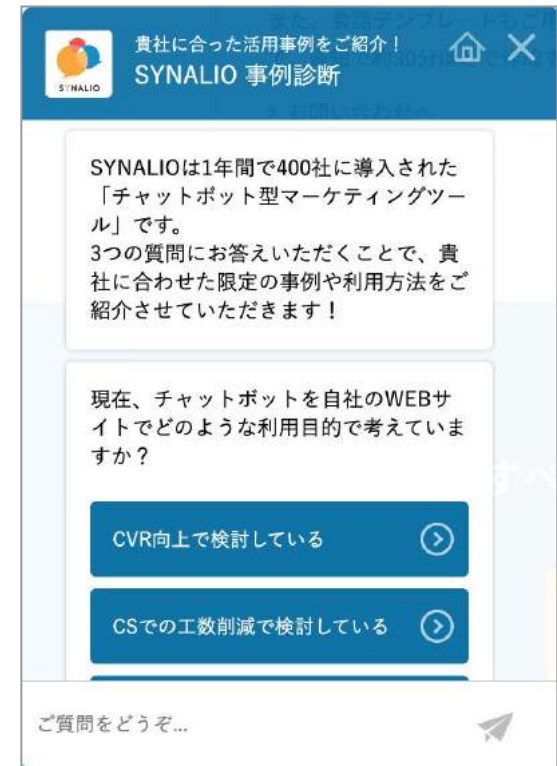 貴社に合った活用事例をご紹介！
SYNALIO 事例診断
SYNALIO
SYNALIOは1年間で400社に導入された
「チャットボット型マーケティングツー
ル」です。
3つの質問にお答えいただくことで、貴
社に合わせた限定の事例や利用方法をご
紹介させていただきます！
現在、チャットボットを自社のWEBサ
イトでどのような利用目的で考えていま
すか？
CVR向上で検討している
CSでの工数削減で検討している
ご質問をどうぞ...